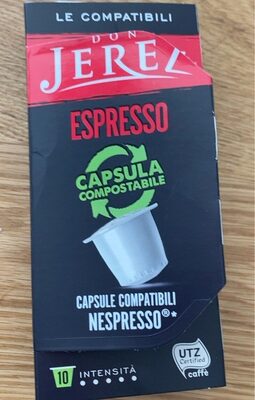 LE COMPATIBILI
DON
JEREZ
ESPRESSO
CAPSULA
COMPOSTABILE
CAPSULE COMPATIBILI
NESPRESSO®*
10 INTENSITÀ
UTZ
Certified
caffè